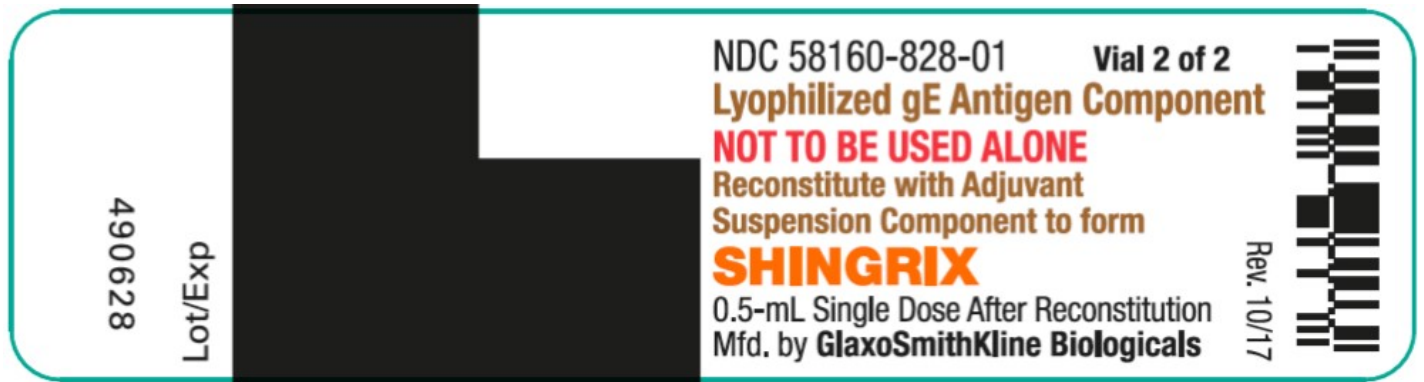 490628
Lot/Exp
NDC 58160-828-01 Vial 2 of 2
Lyophilized gE Antigen Component
NOT TO BE USED ALONE
Reconstitute with Adjuvant
Suspension Component to form
SHINGRIX
0.5-mL Single Dose After Reconstitution
Mfd. by GlaxoSmithKline Biologicals
Rev. 10/17